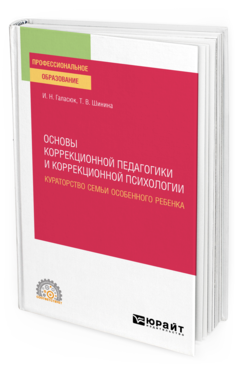 ПРОФЕССИОНАЛЬНОЕ
ОБРАЗОВАНИЕ
И. Н. Галасюк, Т. В. Шинина
ОСНОВЫ
КОРРЕКЦИОННОЙ ПЕДАГОГИКИ
И КОРРЕКЦИОННОЙ ПСИХОЛОГИИ
КУРАТОРСТВО СЕМЬИ ОСОБЕННОГО РЕБЕНКА
ЮРАЙТ